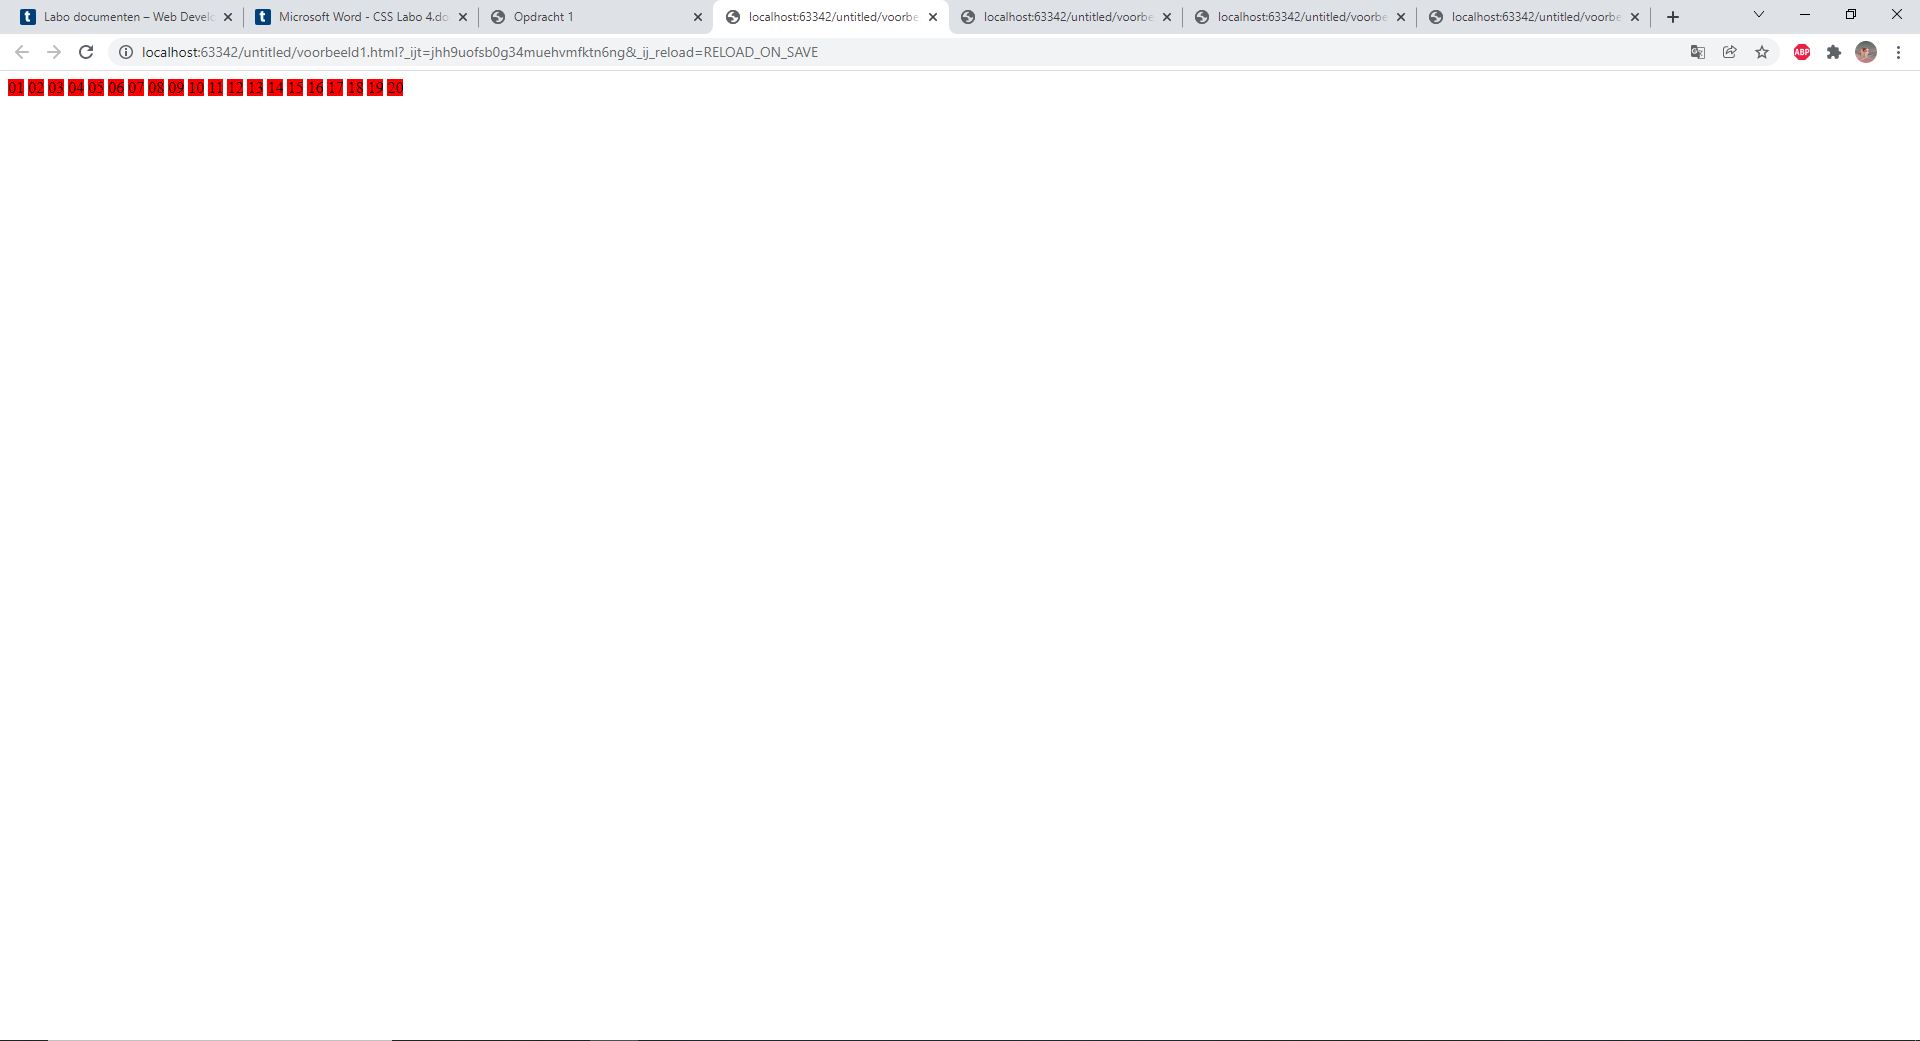 Labo documenten – Web Develo
Microsoft Word - CSS Labo 4.do
Opdracht 1
localhost:63342/untitled/voorbe
localhost:63342/untitled/voorbe
localhost:63342/untitled/voorbe
localhost:63342/untitled/voorbe
localhost:63342/untitled/voorbeeld1.html?_ijt=jhh9uofsb0g34muehvmfktn6ng&_ij_reload=RELOAD_ON_SAVE
ABP
01 02 03 04 05 06 07 08 09 10 11 12 13 14 15 16 17 18 19 20